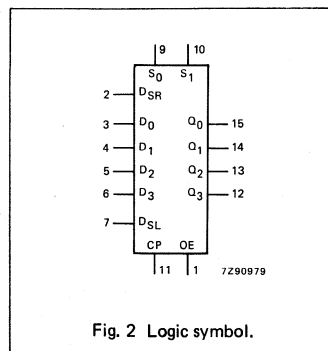 9 10
S0 S1
2 DSR
3 D0 Q0 15
4 D1 Q1 14
5 D2 Q2 13
6 D3 Q3 12
7 DSL
CP OE
11 1 7Z90979
Fig. 2 Logic symbol.